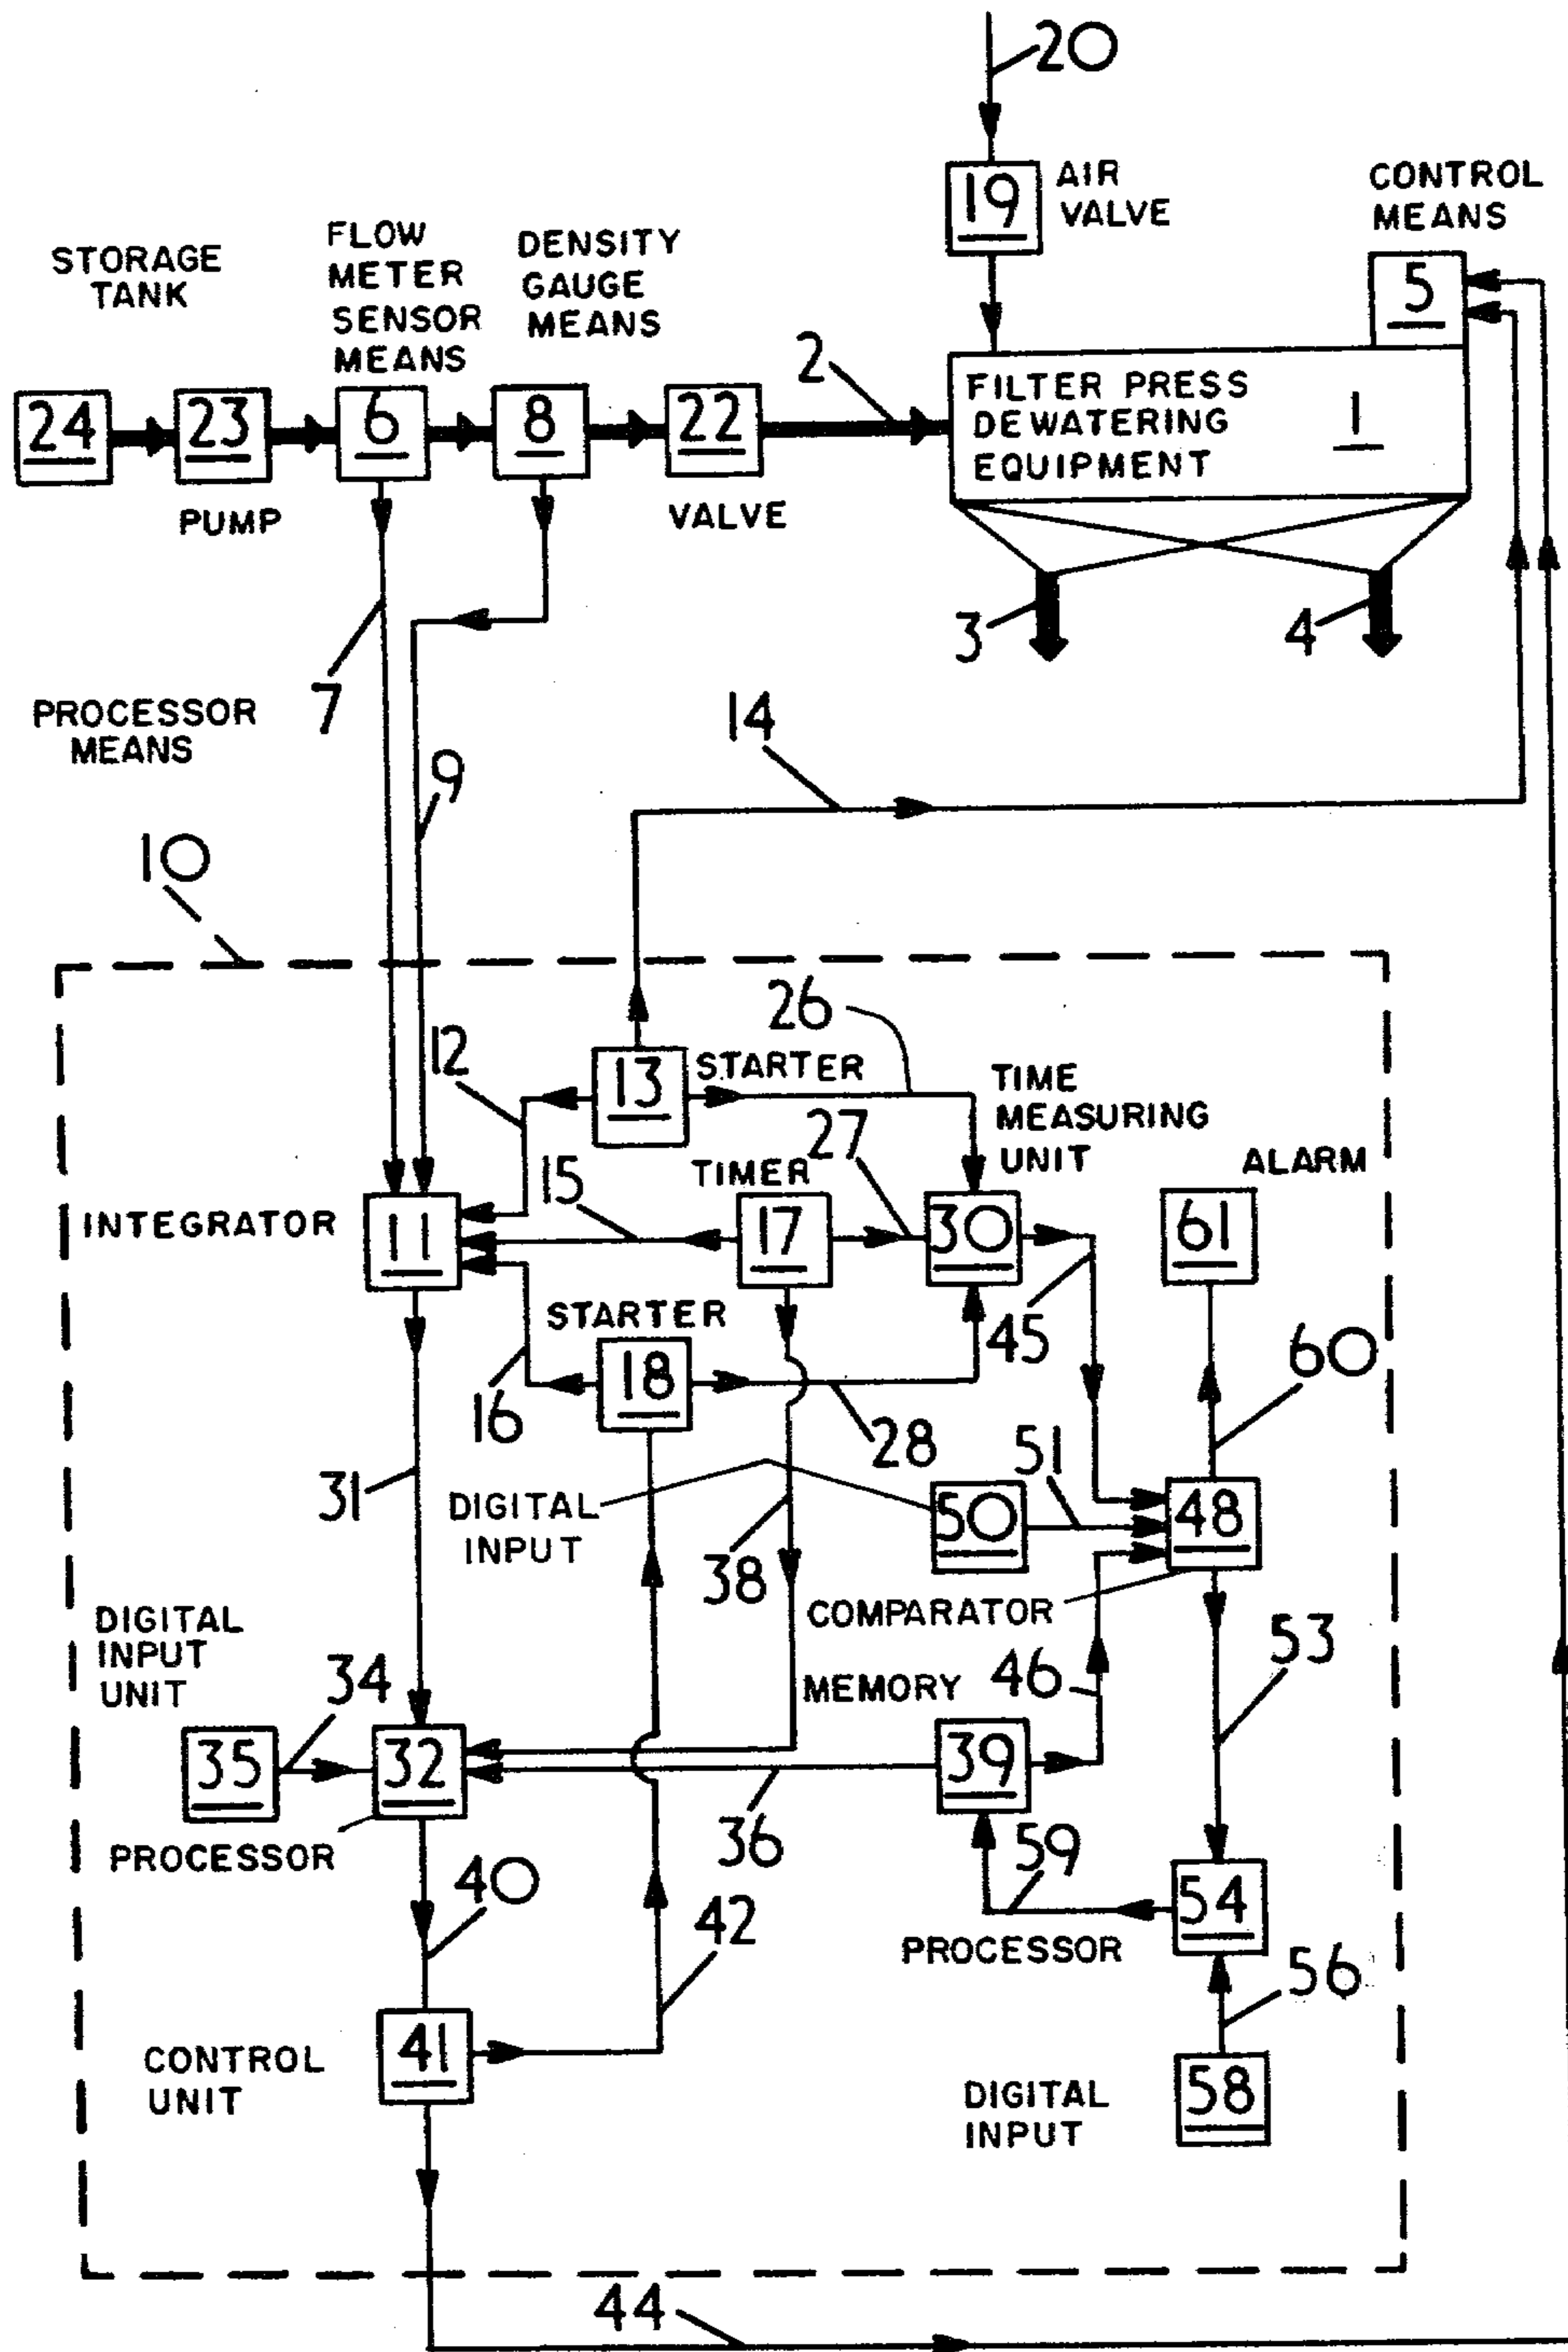 20
19
AIR
VALVE
CONTROL
MEANS
5
STORAGE
TANK
FLOW
METER
SENSOR
MEANS
DENSITY
GAUGE
MEANS
2
24
23
6
8
22
FILTER PRESS
DEWATERING
EQUIPMENT
1
PUMP
VALVE
3
4
7
PROCESSOR
MEANS
9
14
10
12
13
STARTER
26
TIME
MEASURING
UNIT
INTEGRATOR
11
15
TIMER
17
27
30
ALARM
61
STARTER
18
16
28
45
60
31
DIGITAL
INPUT
38
50
51
48
COMPARATOR
DIGITAL
INPUT
UNIT
34
35
32
PROCESSOR
MEMORY
46
39
36
53
59
54
PROCESSOR
40
42
56
41
CONTROL
UNIT
DIGITAL
INPUT
58
44